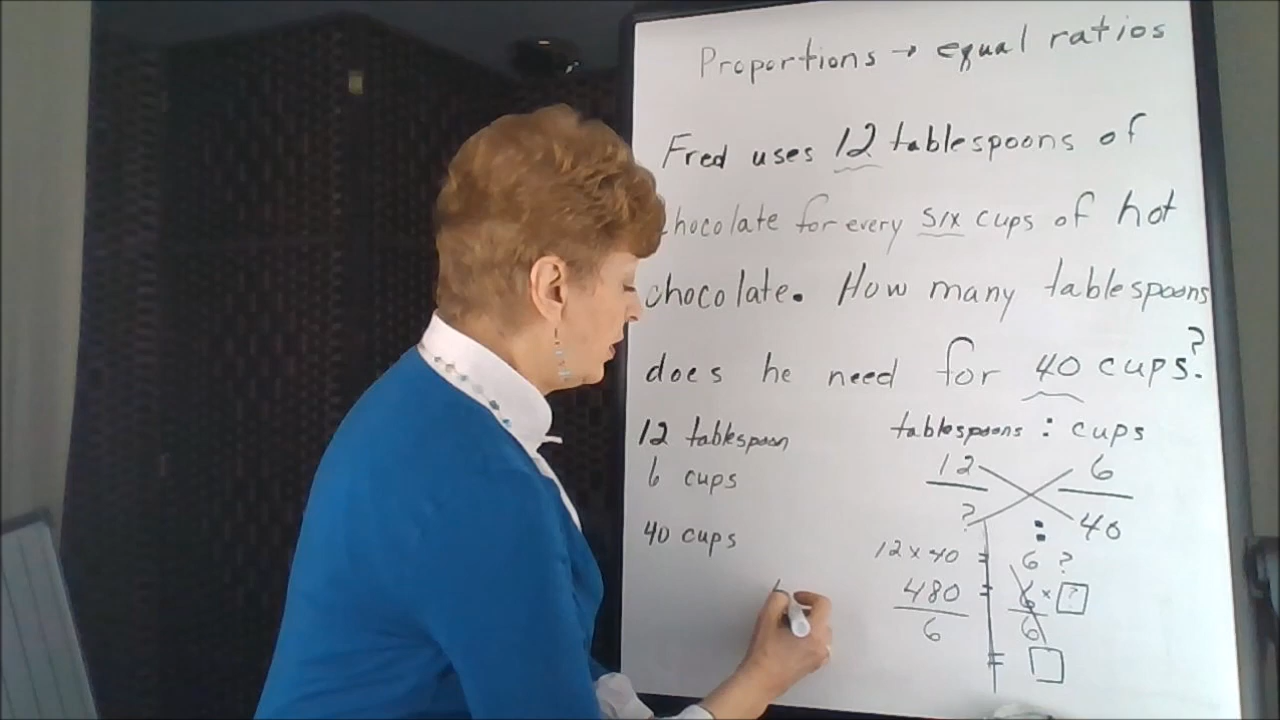 Proportions → equal ratios
Fred uses 12 tablespoons of
chocolate for every six cups of hot
chocolate. How many tablespoons
does he need for 40 cups?
12 tablespoon
6 cups
40 cups
tablespoons : cups
12 6
? : 40
12 x 40 = 6 ?
480 = 6 x ?
6 6
=